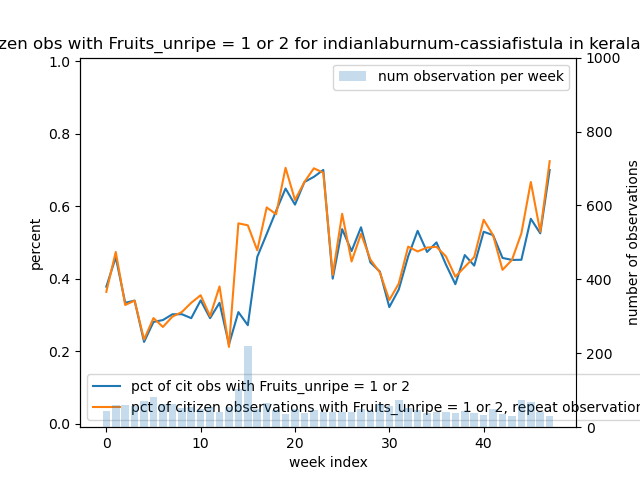 zen obs with Fruits_unripe = 1 or 2 for indianlaburnum-cassiafistula in kerala
num observation per week
1.0
0.8
0.6
0.4
0.2
0.0
percent
1000
800
600
400
200
0
number of observations
pct of cit obs with Fruits_unripe = 1 or 2
pct of citizen observations with Fruits_unripe = 1 or 2, repeat observation
0 10 20 30 40
week index